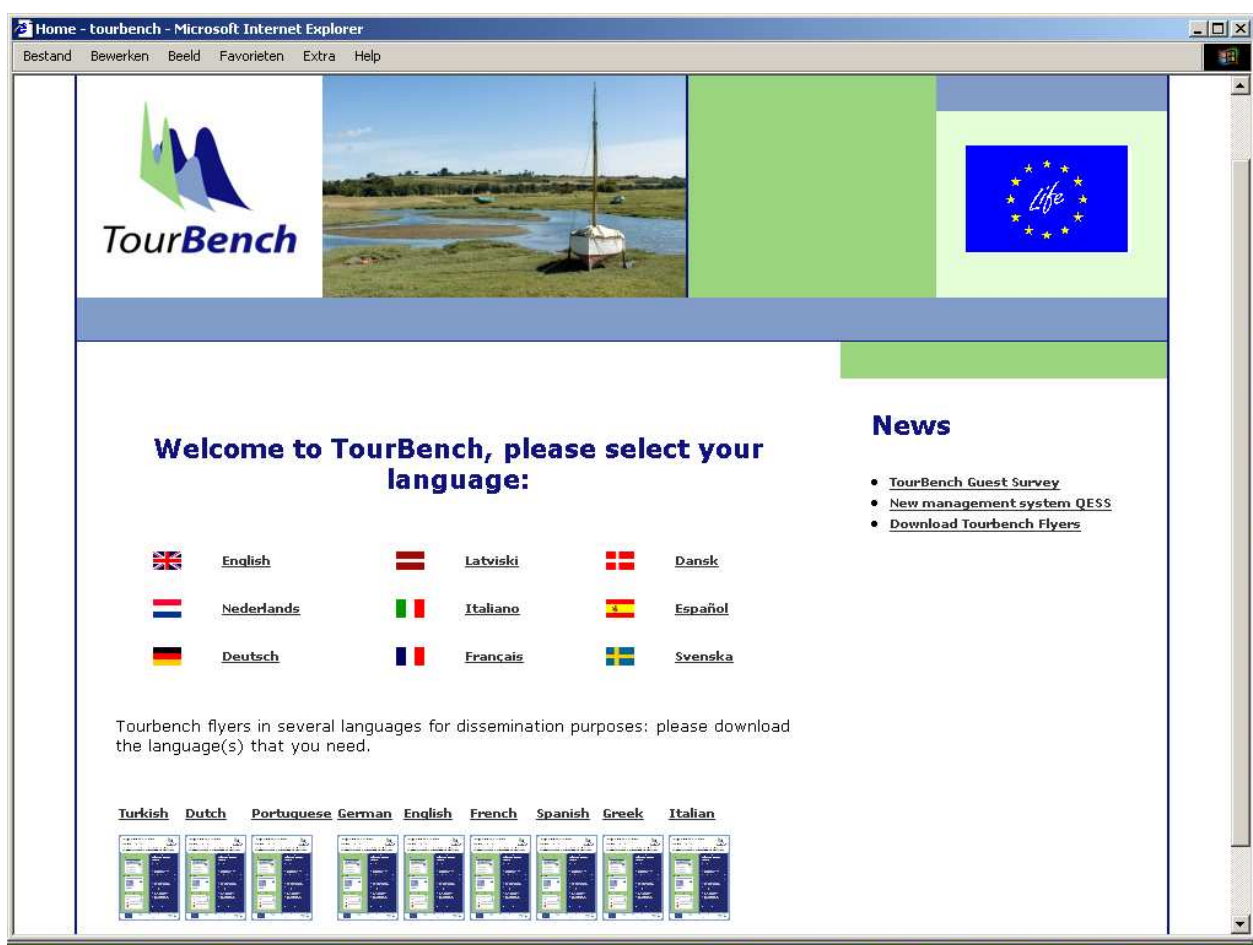 Home - tourbench - Microsoft Internet Explorer
Bestand Bewerken Beeld Favorieten Extra Help
TourBench
Life
Welcome to TourBench, please select your
language:
English Latviski Dansk
Nederlands Italiano Español
Deutsch Français Svenska
Tourbench flyers in several languages for dissemination purposes: please download
the language(s) that you need.
Turkish Dutch Portuguese German English French Spanish Greek Italian
News
TourBench Guest Survey
New management system QESS
Download Tourbench Flyers